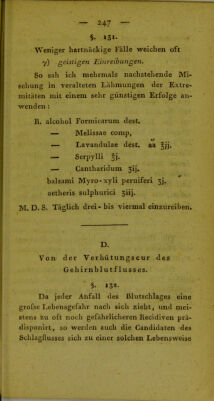 — 247 —
§. 131.
Weniger hartnäckige Fälle weichen oft
γ) geistigen Einreibungen.
So sah ich mehrmals nachstehende Mi-
schung in veralteten Lähmungen der Extre-
mitäten mit einem sehr günstigen Erfolge an-
wenden:
R. alcohol Formicarum dest.
— Melissae comp,
— Lavandulae dest. aa ℥jj.
— Serpylli ℥j.
— Cantharidum ʒij.
balsami Myro-xyli peruiferi ʒj.
aetheris sulphurici ʒiij.
M. D. S. Täglich drei- bis viermal einzureiben.
D.
Von der Verhütungscur des
Gehirnblutflusses.
§. 132.
Da jeder Anfall des Blutschlages eine
grofse Lebensgefahr nach sich zieht, und mei-
stens zu oft noch gefährlicheren Recidiven prä-
disponirt, so werden auch die Candidaten des
Schlagflusses sich zu einer solchen Lebensweise